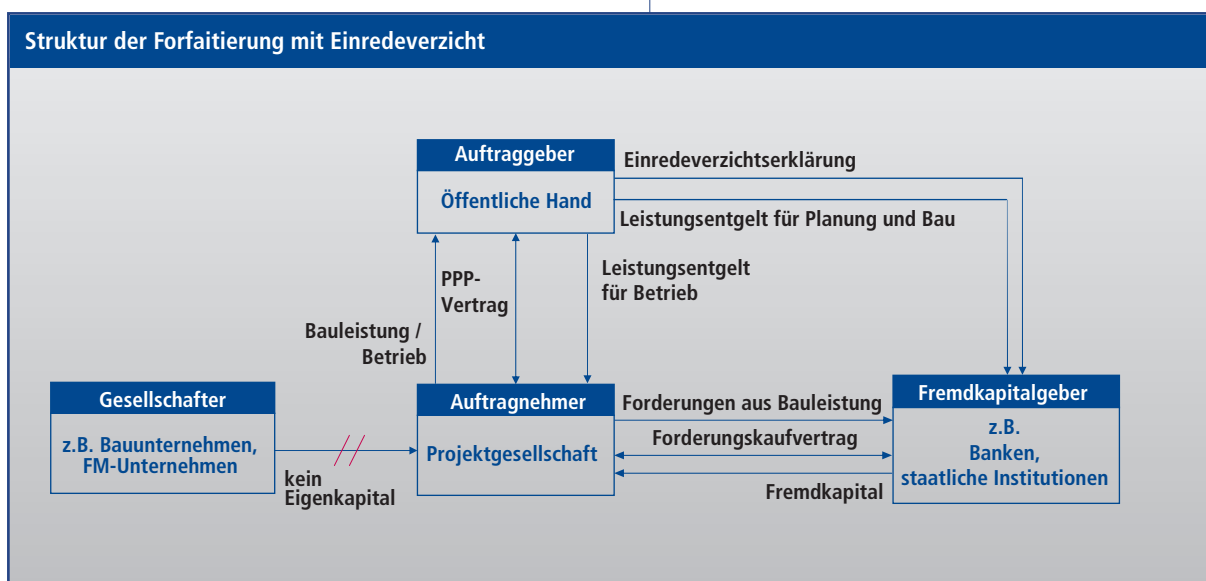 Struktur der Forfaitierung mit Einredeverzicht
Auftraggeber
Öffentliche Hand
Einredeverzichtserklärung
Leistungsentgelt für Planung und Bau
PPP-
Vertrag
Leistungsentgelt
für Betrieb
Bauleistung /
Betrieb
Gesellschafter
z.B. Bauunternehmen,
FM-Unternehmen
kein
Eigenkapital
Auftragnehmer
Projektgesellschaft
Forderungen aus Bauleistung
Forderungskaufvertrag
Fremdkapital
Fremdkapitalgeber
z.B.
Banken,
staatliche Institutionen